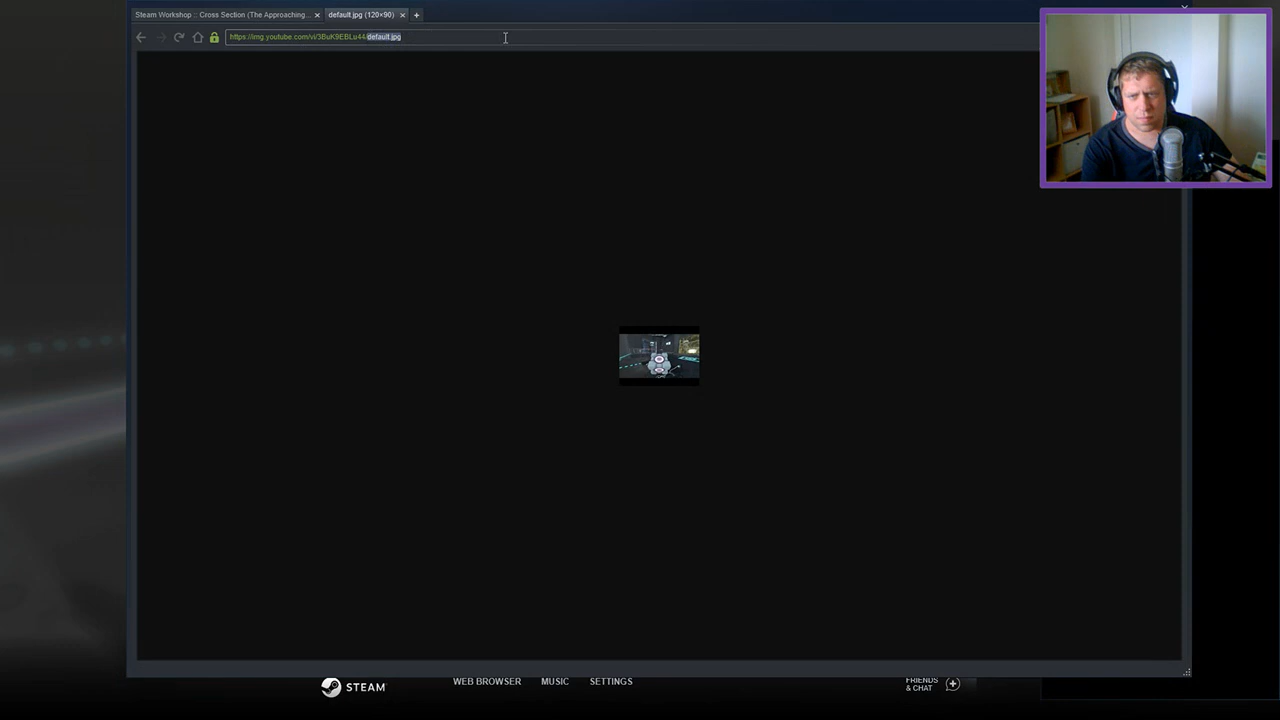 Steam Workshop :: Cross Section (The Approaching...
default.jpg (120×90)
https://img.youtube.com/vi/3BuK9EBLu44/default.jpg
STEAM
WEB BROWSER
MUSIC
SETTINGS
FRIENDS
& CHAT